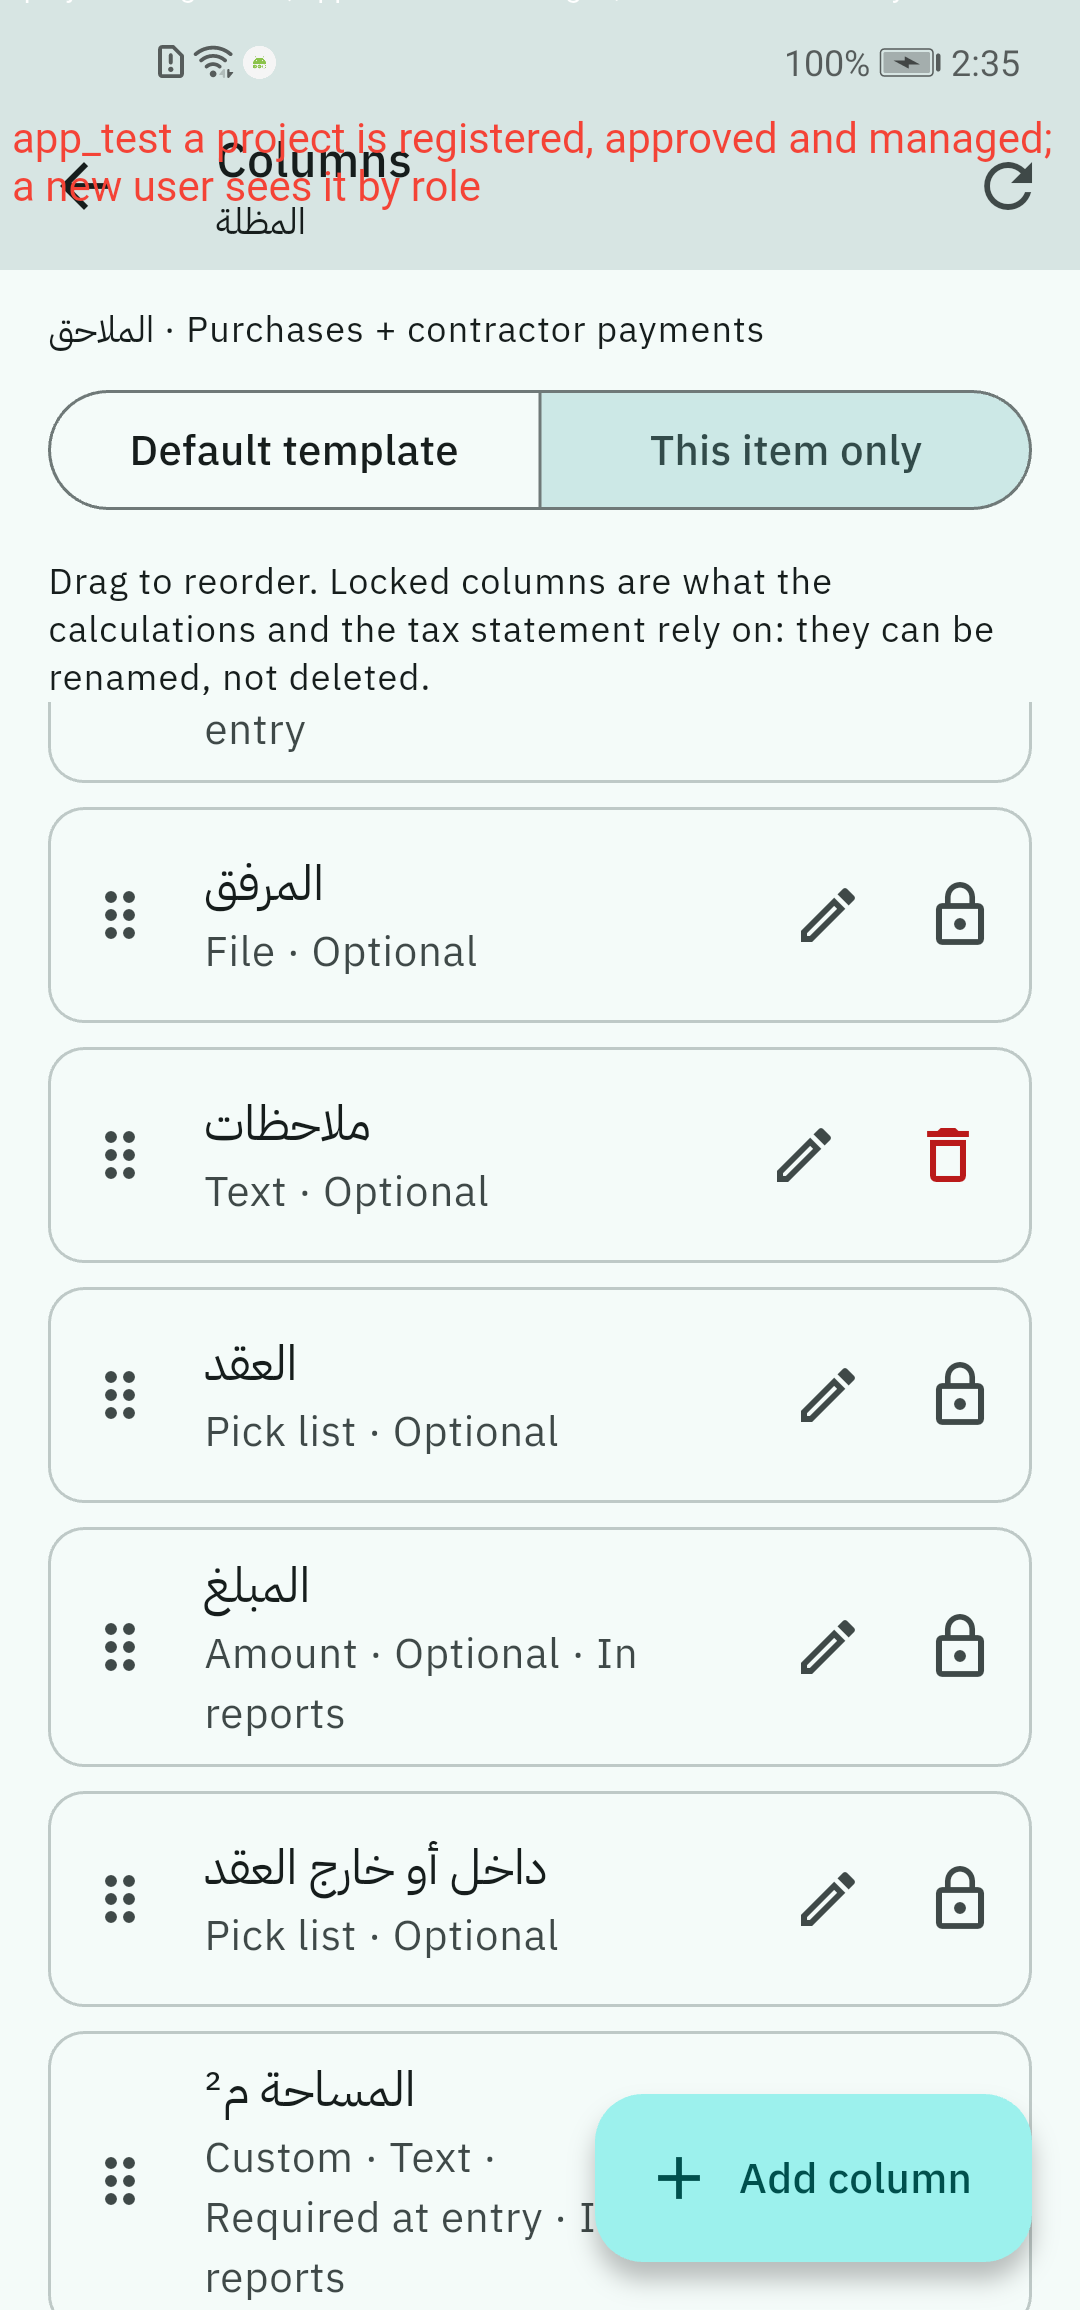 100% 2:35
app_test a project is registered, approved and managed;
a new user sees it by role
Columns
المظلة
الملاحق · Purchases + contractor payments
Default template
This item only
Drag to reorder. Locked columns are what the
calculations and the tax statement rely on: they can be
renamed, not deleted.
entry
المرفق
File · Optional
ملاحظات
Text · Optional
العقد
Pick list · Optional
المبلغ
Amount · Optional · In
reports
داخل أو خارج العقد
Pick list · Optional
المساحة م²
Custom · Text ·
Required at entry ·
reports
Add column